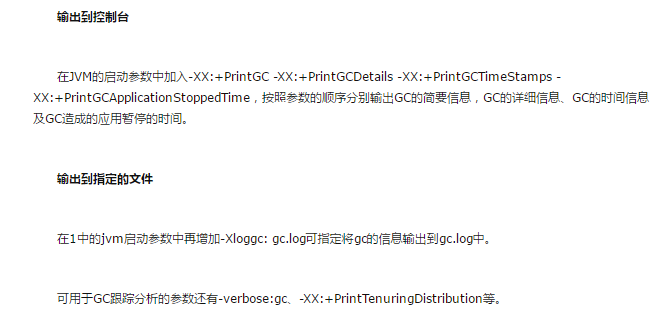 输出到控制台
在JVM的启动参数中加入-XX:+PrintGC -XX:+PrintGCDetails -XX:+PrintGCTimeStamps -
XX:+PrintGCApplicationStoppedTime，按照参数的顺序分别输出GC的简要信息，GC的详细信息、GC的时间信息
及GC造成的应用暂停的时间。
输出到指定的文件
在1中的jvm启动参数中再增加-Xloggc: gc.log可指定将gc的信息输出到gc.log中。
可用于GC跟踪分析的参数还有-verbose:gc、-XX:+PrintTenuringDistribution等。